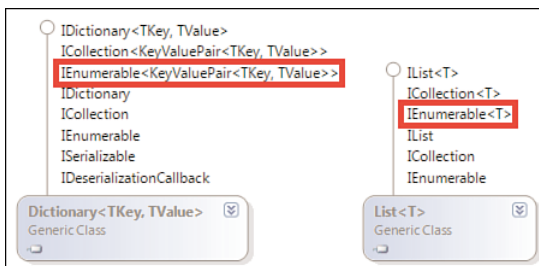 IDictionary<TKey, TValue>
ICollection<KeyValuePair<TKey, TValue>>
IEnumerable<KeyValuePair<TKey, TValue>>
IDictionary
ICollection
IEnumerable
ISerializable
IDeserializationCallback
Dictionary<TKey, TValue>
Generic Class
IList<T>
ICollection<T>
IEnumerable<T>
IList
ICollection
IEnumerable
List<T>
Generic Class